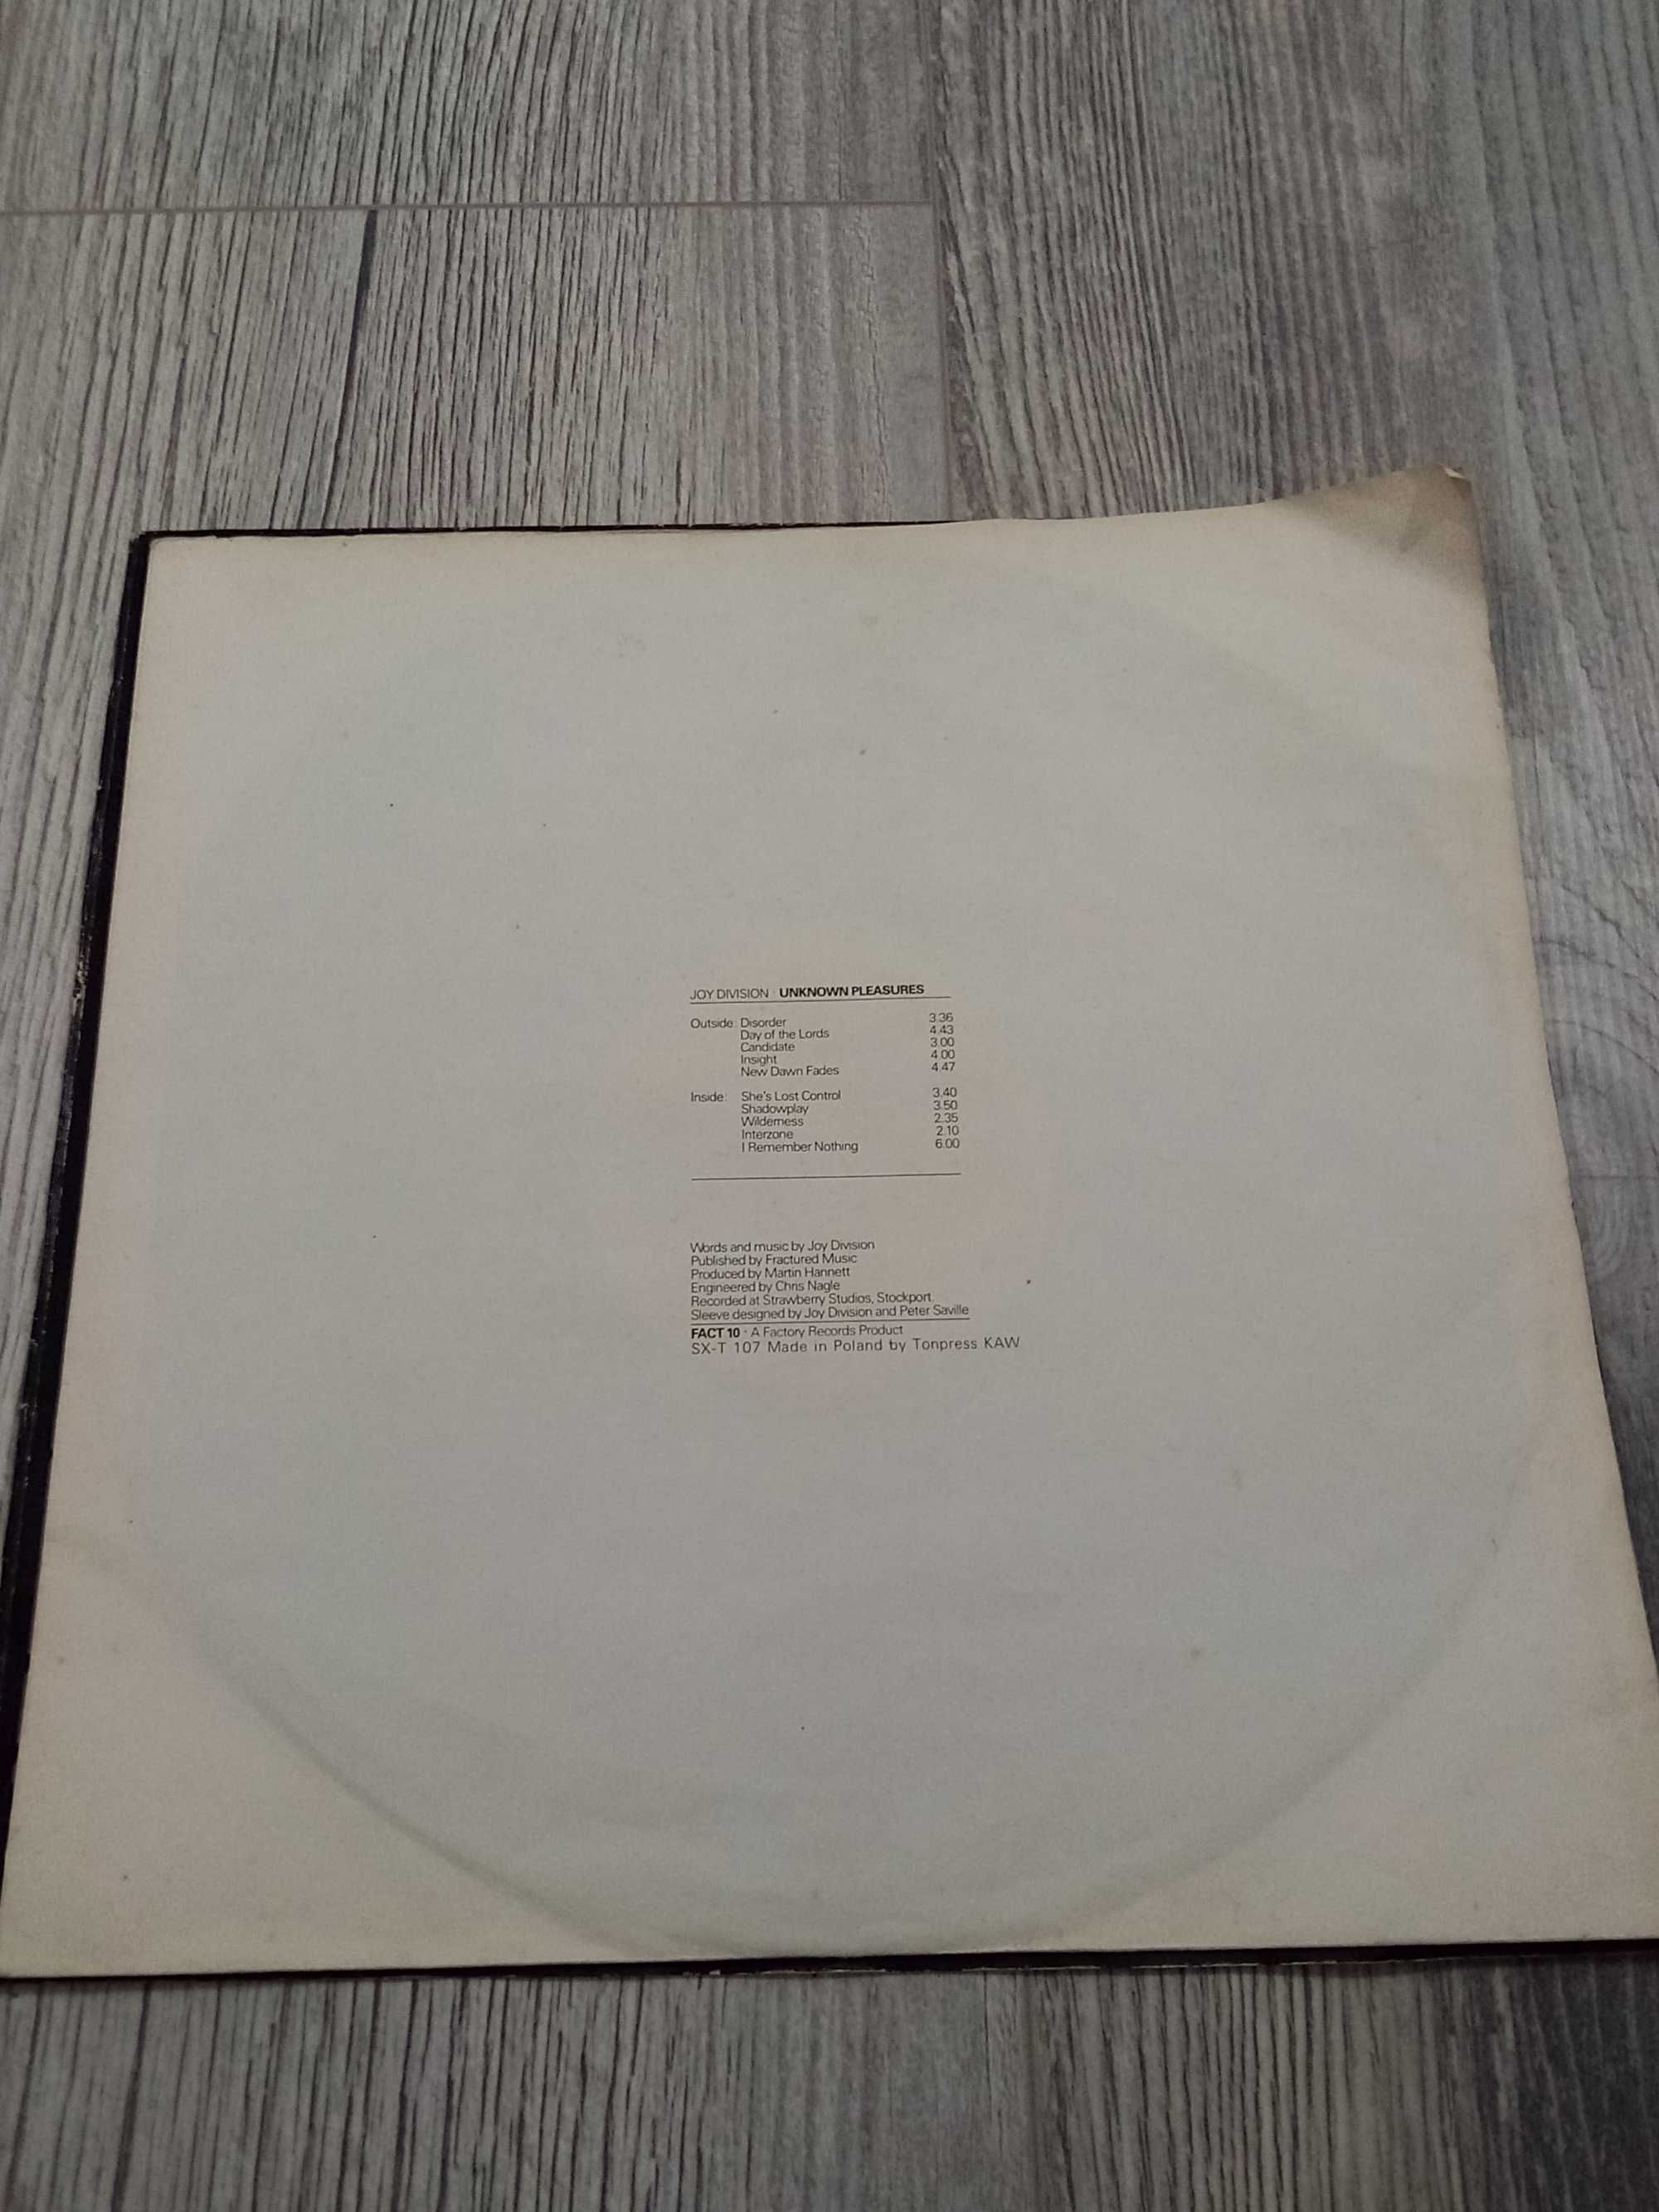 JOY DIVISION · UNKNOWN PLEASURES
Outside: Disorder 3.36
Day of the Lords 4.43
Candidate 3.00
Insight 4.00
New Dawn Fades 4.47
Inside: She's Lost Control 3.40
Shadowplay 3.50
Wilderness 2.35
Interzone 2.10
I Remember Nothing 6.00
Words and music by Joy Division
Published by Fractured Music
Produced by Martin Hannett
Engineered by Chris Nagle
Recorded at Strawberry Studios, Stockport.
Sleeve designed by Joy Division and Peter Saville
FACT 10 · A Factory Records Product
SX-T 107 Made in Poland by Tonpress KAW